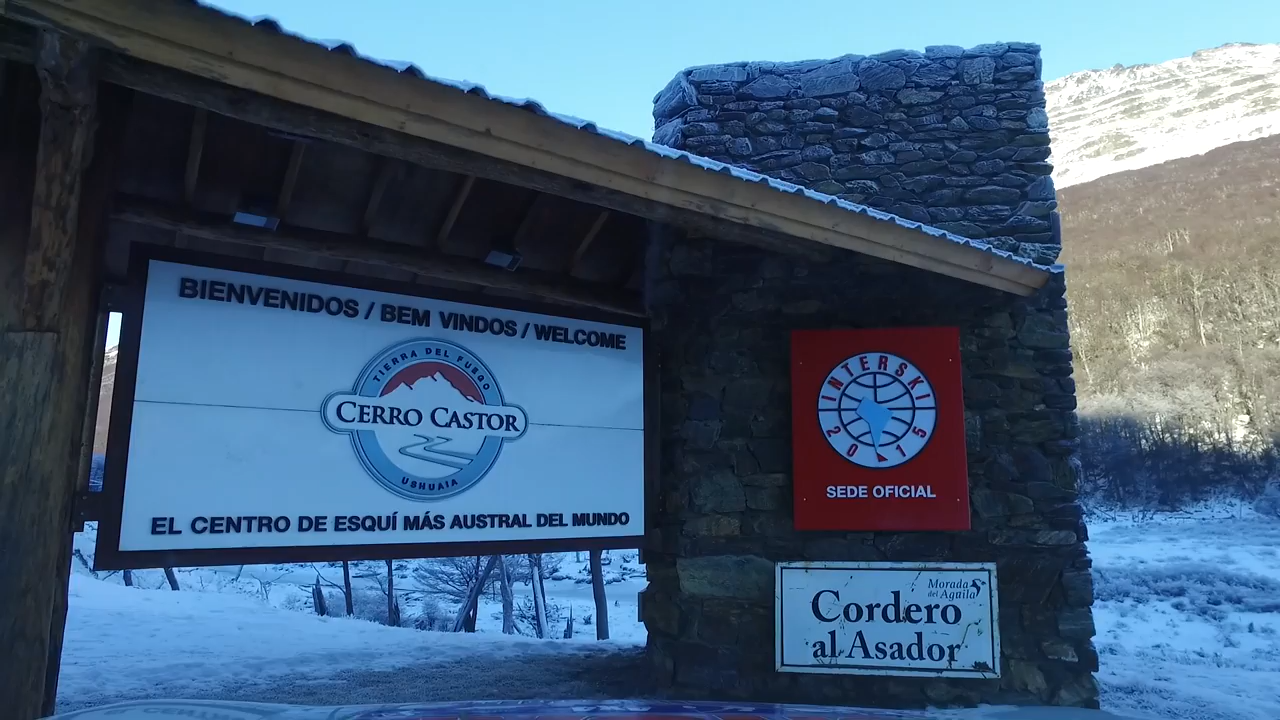 BIENVENIDOS / BEM VINDOS / WELCOME
TIERRA DEL FUEGO
CERRO CASTOR
USHUAIA
EL CENTRO DE ESQUÍ MÁS AUSTRAL DEL MUNDO
INTERSKI
2015
SEDE OFICIAL
Morada
del Aguila
Cordero
al Asador